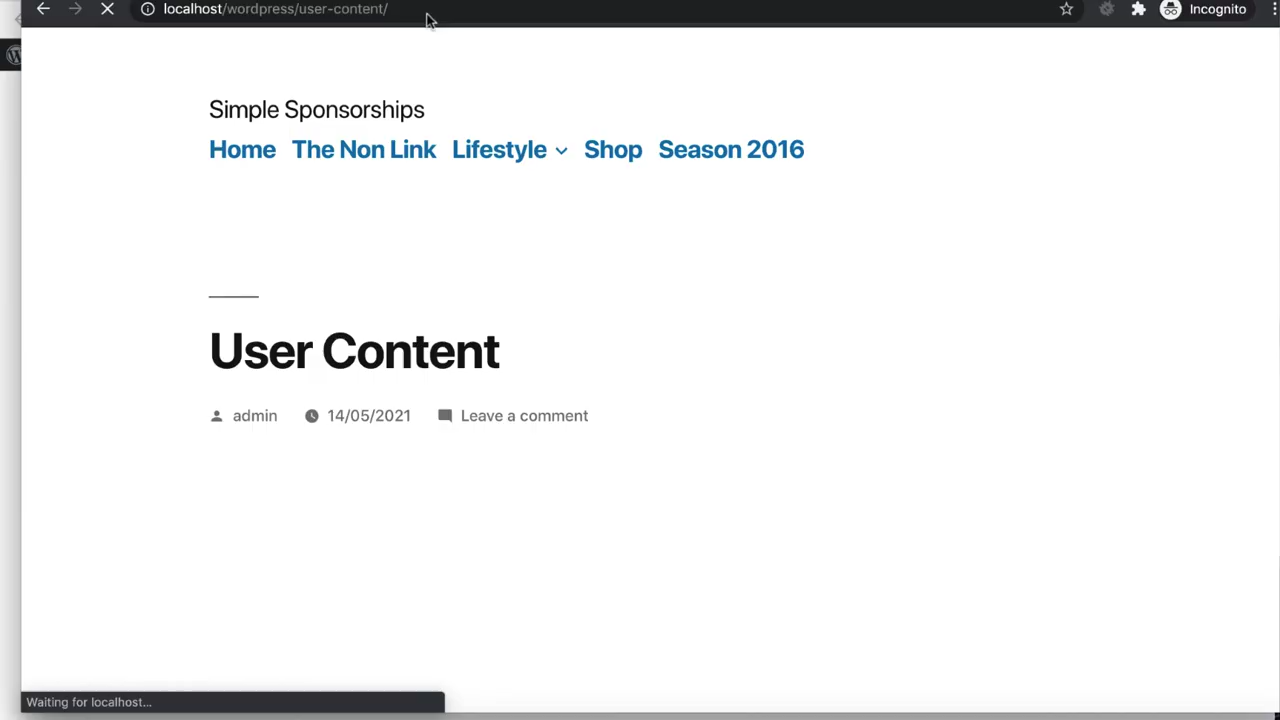 localhost/wordpress/user-content/
Incognito
Simple Sponsorships
Home The Non Link Lifestyle Shop Season 2016
User Content
admin 14/05/2021 Leave a comment
Waiting for localhost...